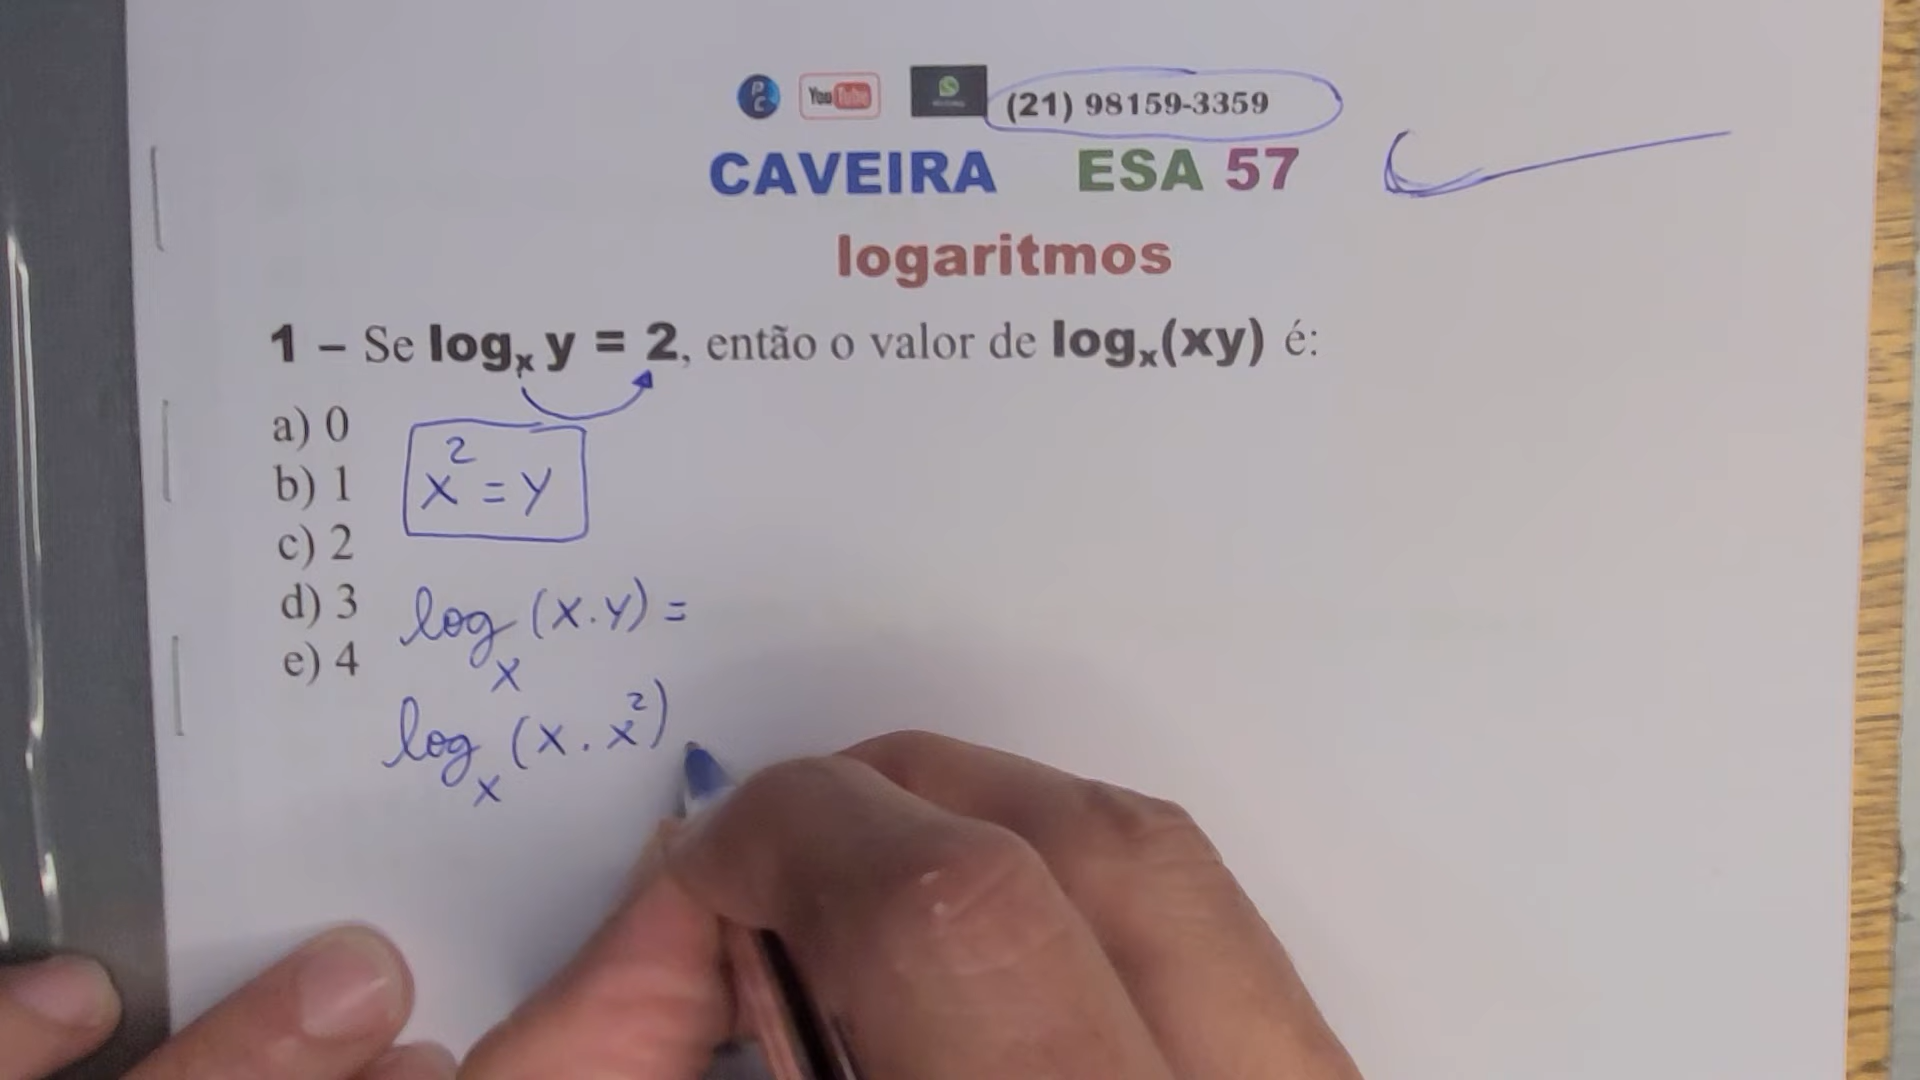 P C YouTube (21) 98159-3359
CAVEIRA ESA 57
logaritmos
1 – Se logₓ y = 2, então o valor de logₓ(xy) é:
a) 0
b) 1
c) 2
d) 3
e) 4
x² = y
logₓ (x.y) =
logₓ (x . x²)